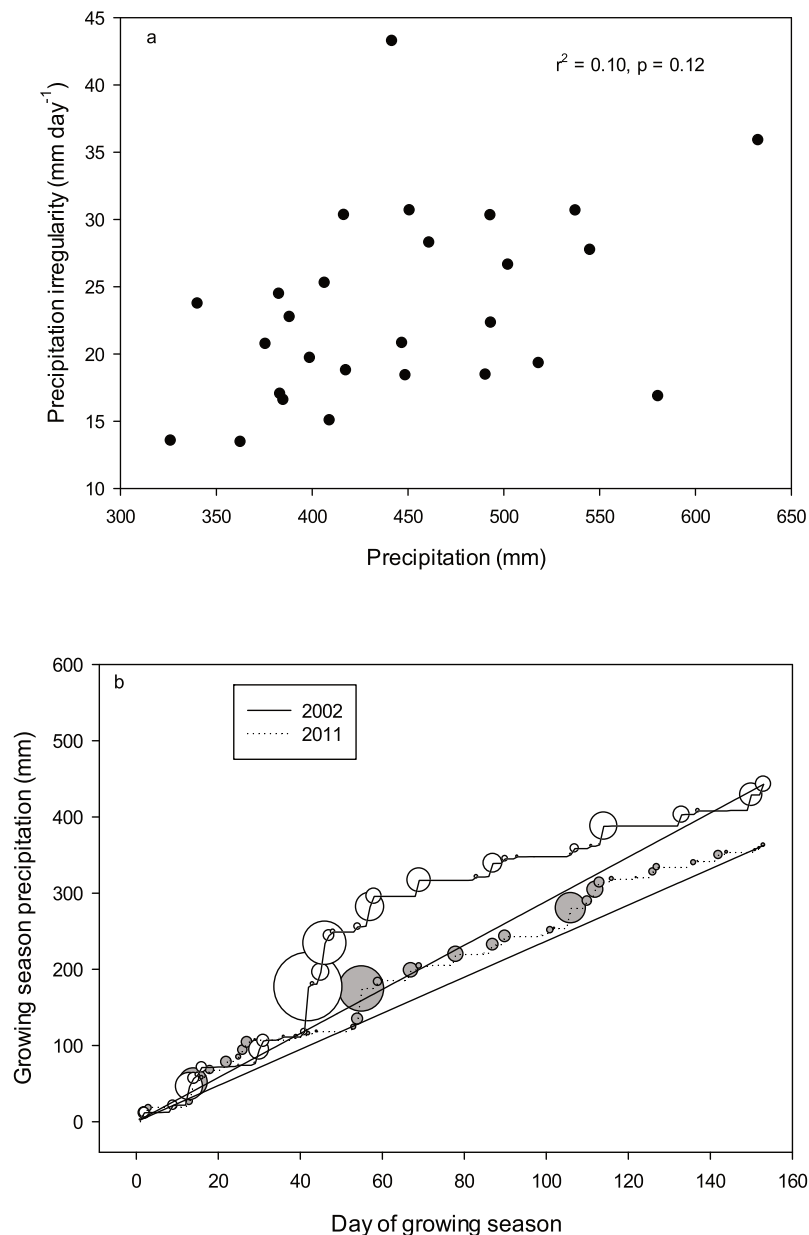 a
r² = 0.10, p = 0.12
Precipitation irregularity (mm day⁻¹)
45
40
35
30
25
20
15
10
300 350 400 450 500 550 600 650
Precipitation (mm)
b
2002
2011
Growing season precipitation (mm)
600
500
400
300
200
100
0
0 20 40 60 80 100 120 140 160
Day of growing season